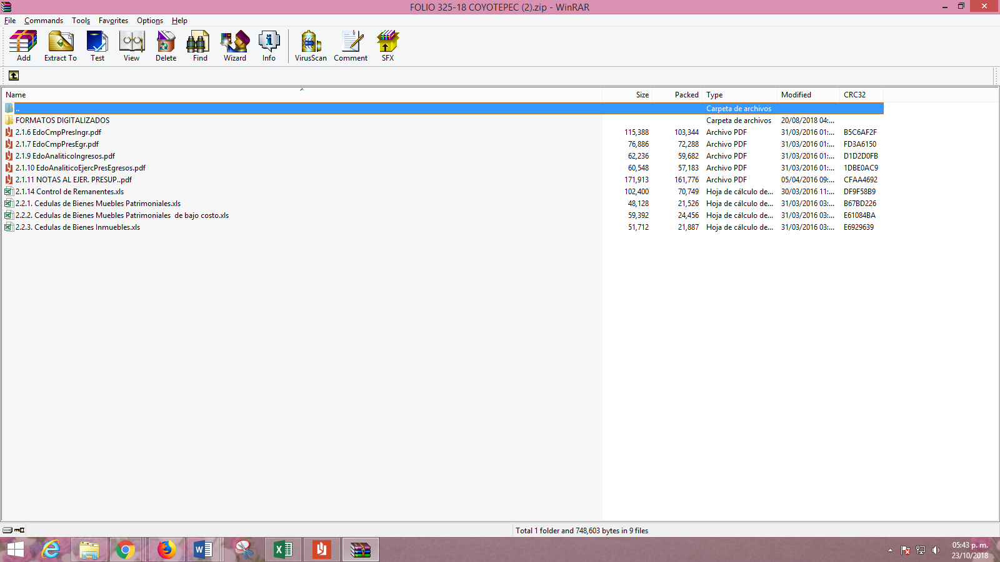 FOLIO 325-18 COYOTEPEC (2).zip - WinRAR
File Commands Tools Favorites Options Help
Add Extract To Test View Delete Find Wizard Info VirusScan Comment SFX
Name Size Packed Type Modified CRC32
.. Carpeta de archivos
FORMATOS DIGITALIZADOS Carpeta de archivos 20/08/2018 04:...
2.1.6 EdoCmpPresIngr.pdf 115,388 103,344 Archivo PDF 31/03/2016 01:... B5C6AF2F
2.1.7 EdoCmpPresEgr.pdf 76,886 72,288 Archivo PDF 31/03/2016 01:... FD3A6150
2.1.9 EdoAnaliticoIngresos.pdf 62,236 59,682 Archivo PDF 31/03/2016 01:... D1D2D0FB
2.1.10 EdoAnaliticoEjercPresEgresos.pdf 60,548 57,183 Archivo PDF 31/03/2016 01:... 1DBE0AC9
2.1.11 NOTAS AL EJER. PRESUP..pdf 171,913 161,776 Archivo PDF 05/04/2016 09:... CFAA4692
2.1.14 Control de Remanentes.xls 102,400 70,749 Hoja de cálculo de... 30/03/2016 11:... DF9F58B9
2.2.1. Cedulas de Bienes Muebles Patrimoniales.xls 48,128 21,526 Hoja de cálculo de... 31/03/2016 03:... B67BD226
2.2.2. Cedulas de Bienes Muebles Patrimoniales  de bajo costo.xls 59,392 24,456 Hoja de cálculo de... 31/03/2016 03:... E61084BA
2.2.3. Cedulas de Bienes Inmuebles.xls 51,712 21,887 Hoja de cálculo de... 31/03/2016 03:... E6929639
Total 1 folder and 748,603 bytes in 9 files
05:43 p. m.
23/10/2018